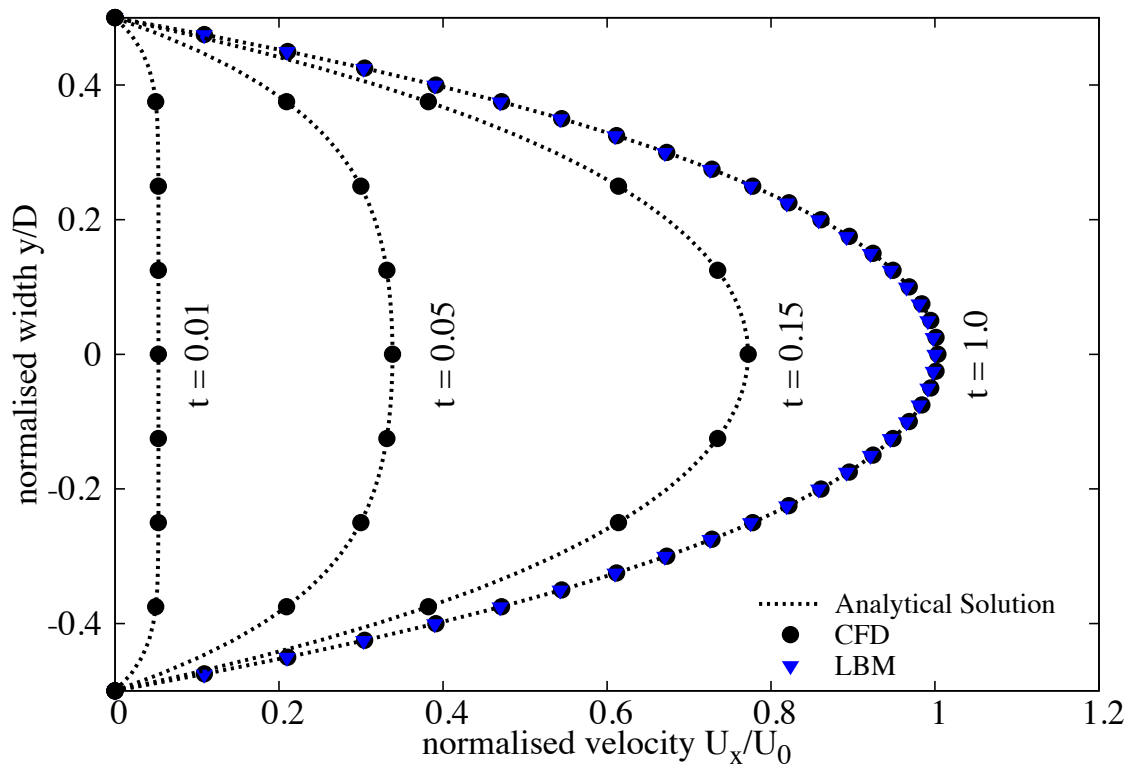 0.4
0.2
0
-0.2
-0.4
normalised width y/D
t = 0.01
t = 0.05
t = 0.15
t = 1.0
Analytical Solution
CFD
LBM
0 0.2 0.4 0.6 0.8 1 1.2
normalised velocity Uₓ/U₀